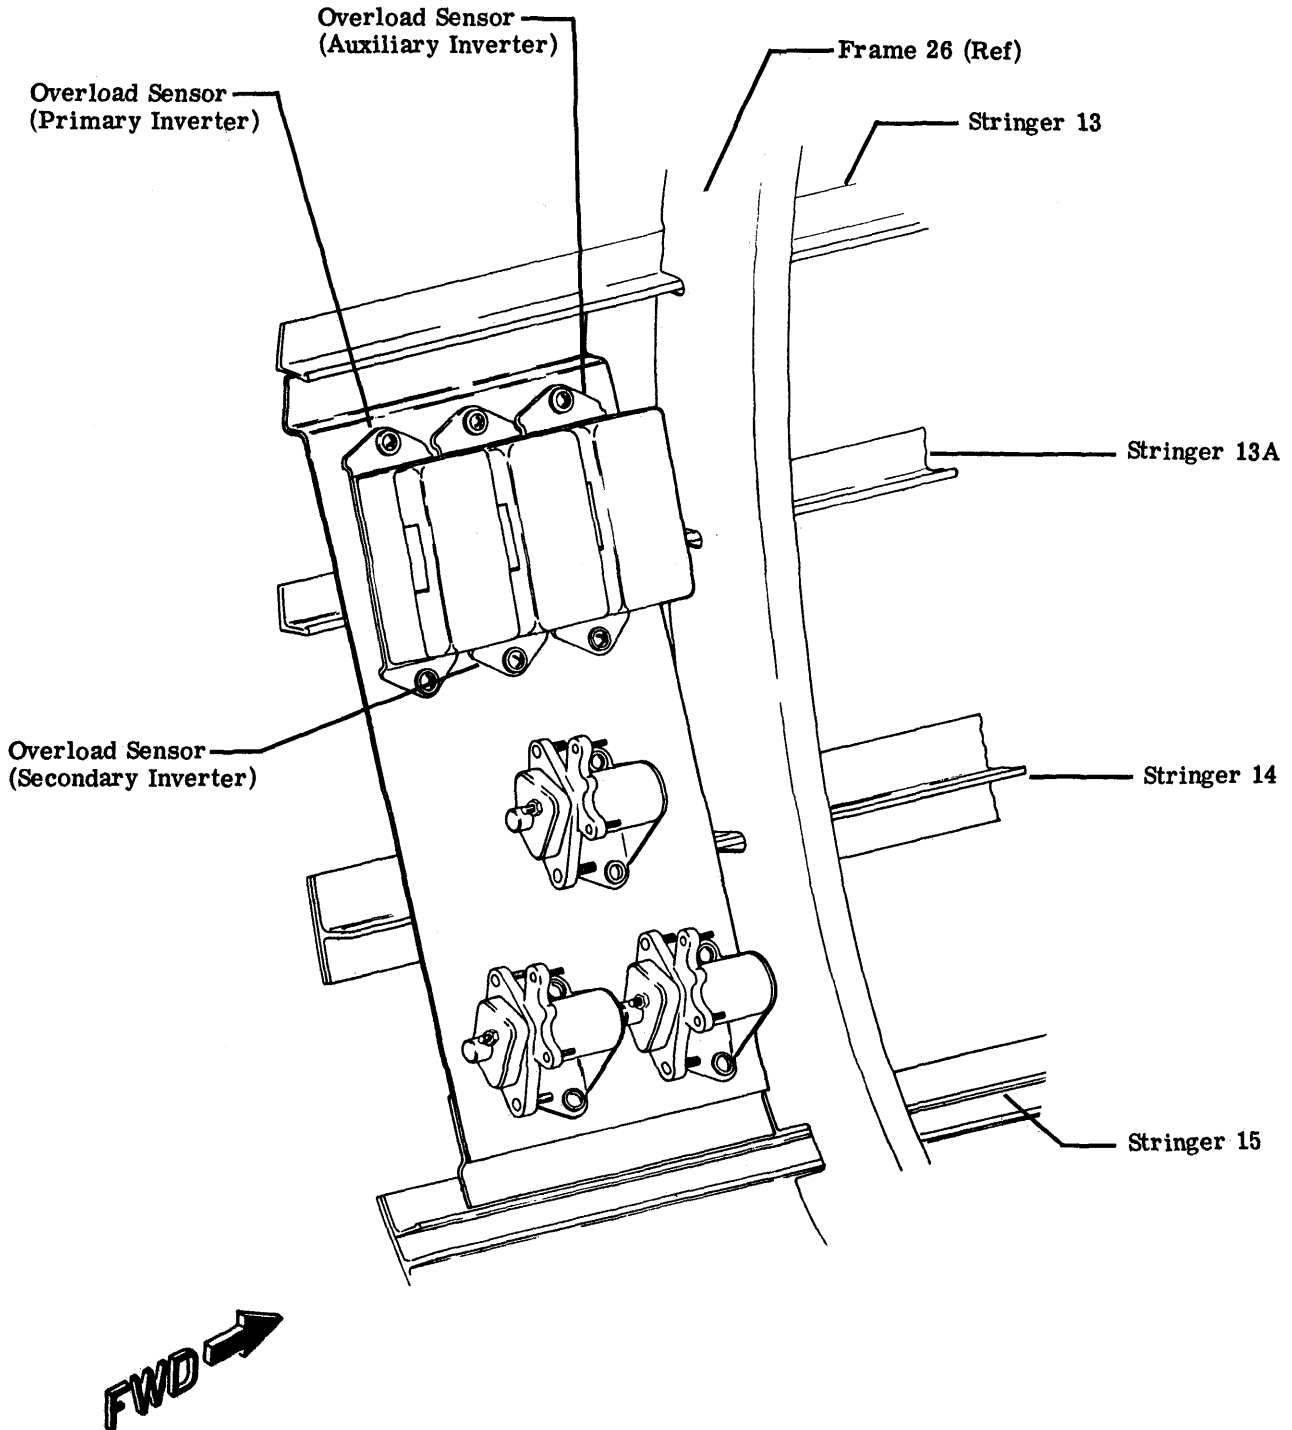 Overload Sensor
(Auxiliary Inverter)
Frame 26 (Ref)
Overload Sensor
(Primary Inverter)
Stringer 13
Stringer 13A
Overload Sensor
(Secondary Inverter)
Stringer 14
Stringer 15
FWD